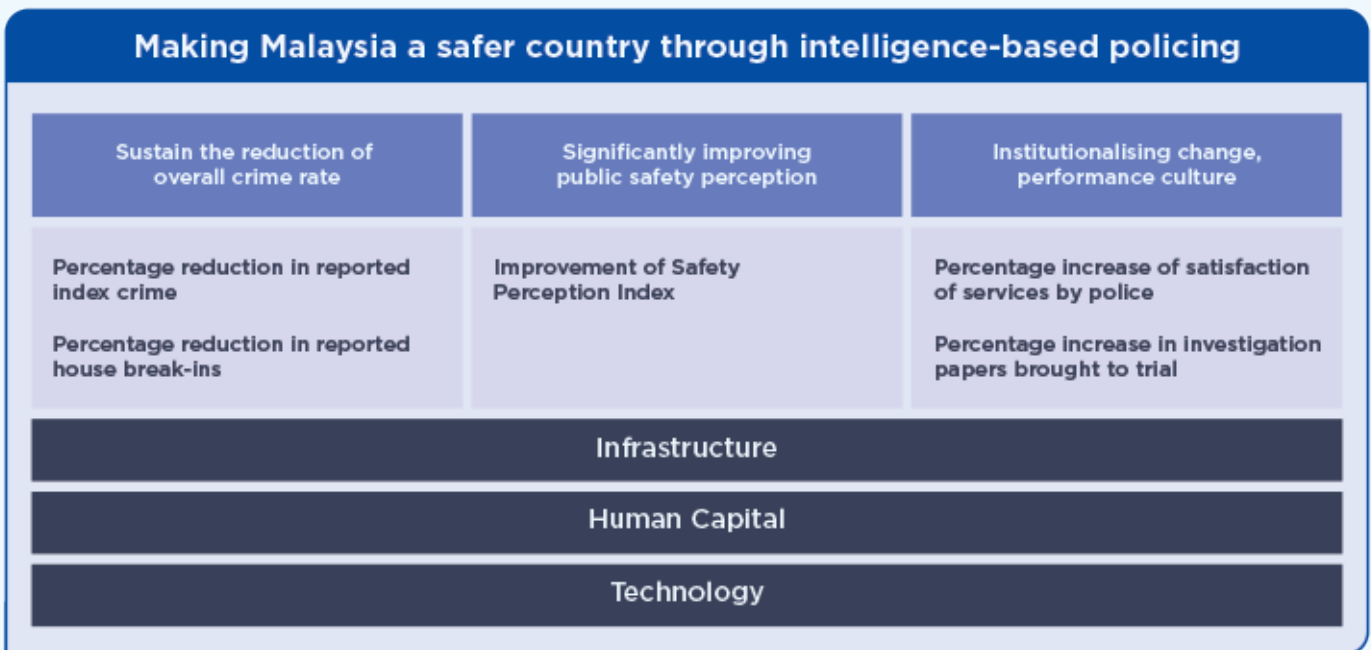 Making Malaysia a safer country through intelligence-based policing
Sustain the reduction of
overall crime rate
Significantly improving
public safety perception
Institutionalising change,
performance culture
Percentage reduction in reported
index crime
Percentage reduction in reported
house break-ins
Improvement of Safety
Perception Index
Percentage increase of satisfaction
of services by police
Percentage increase in investigation
papers brought to trial
Infrastructure
Human Capital
Technology